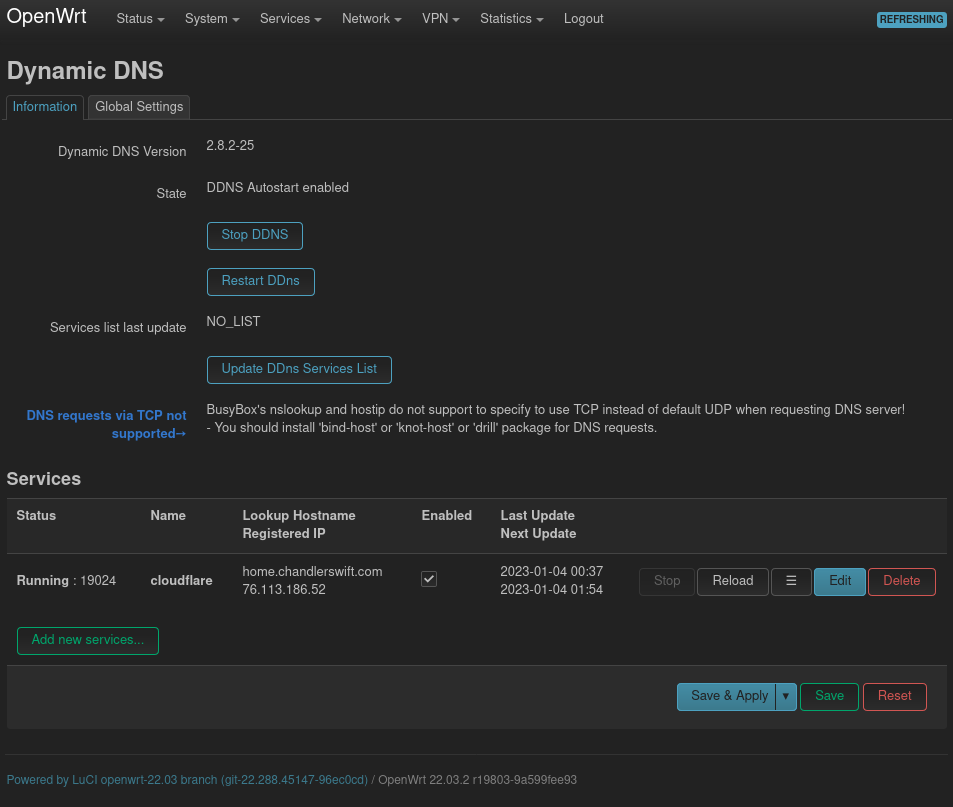 OpenWrt Status System Services Network VPN Statistics Logout REFRESHING
Dynamic DNS
Information Global Settings
Dynamic DNS Version 2.8.2-25
State DDNS Autostart enabled
Stop DDNS
Restart DDns
Services list last update NO_LIST
Update DDns Services List
DNS requests via TCP not
supported→
BusyBox's nslookup and hostip do not support to specify to use TCP instead of default UDP when requesting DNS server!
- You should install 'bind-host' or 'knot-host' or 'drill' package for DNS requests.
Services
Status Name Lookup Hostname Enabled Last Update
Registered IP Next Update
Running : 19024 cloudflare home.chandlerswift.com 2023-01-04 00:37 Stop Reload ☰ Edit Delete
76.113.186.52 2023-01-04 01:54
Add new services...
Save & Apply ▾ Save Reset
Powered by LuCI openwrt-22.03 branch (git-22.288.45147-96ec0cd) / OpenWrt 22.03.2 r19803-9a599fee93